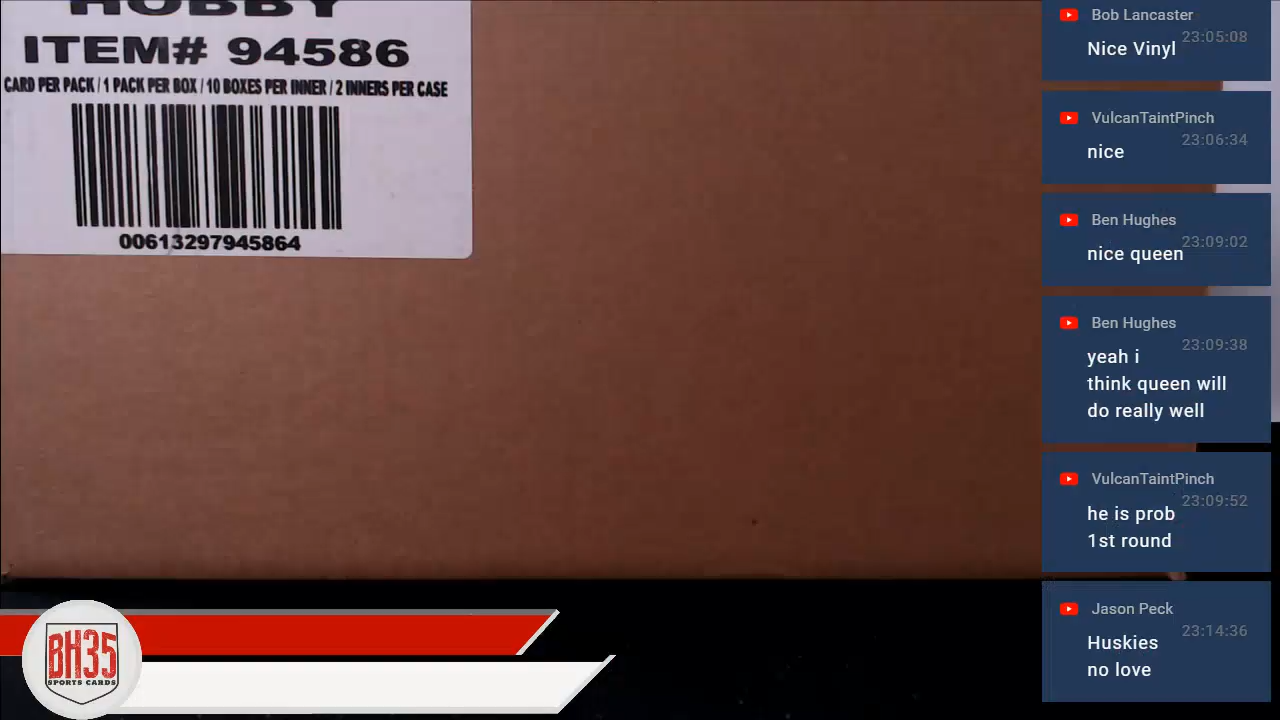 HOBBY
ITEM# 94586
CARD PER PACK / 1 PACK PER BOX / 10 BOXES PER INNER / 2 INNERS PER CASE
00613297945864
Bob Lancaster
23:05:08
Nice Vinyl
VulcanTaintPinch
23:06:34
nice
Ben Hughes
23:09:02
nice queen
Ben Hughes
23:09:38
yeah i
think queen will
do really well
VulcanTaintPinch
23:09:52
he is prob
1st round
Jason Peck
23:14:36
Huskies
no love
BH35
SPORTS CARDS